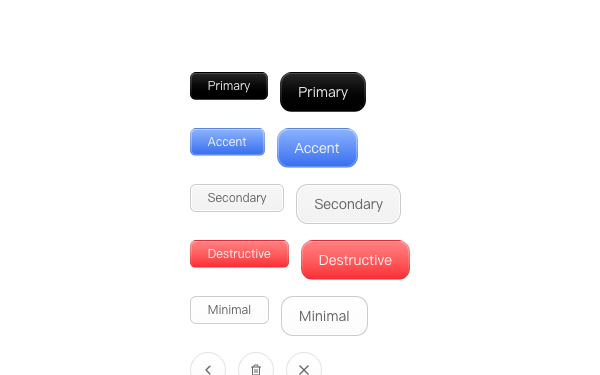 Primary Primary
Accent Accent
Secondary Secondary
Destructive Destructive
Minimal Minimal